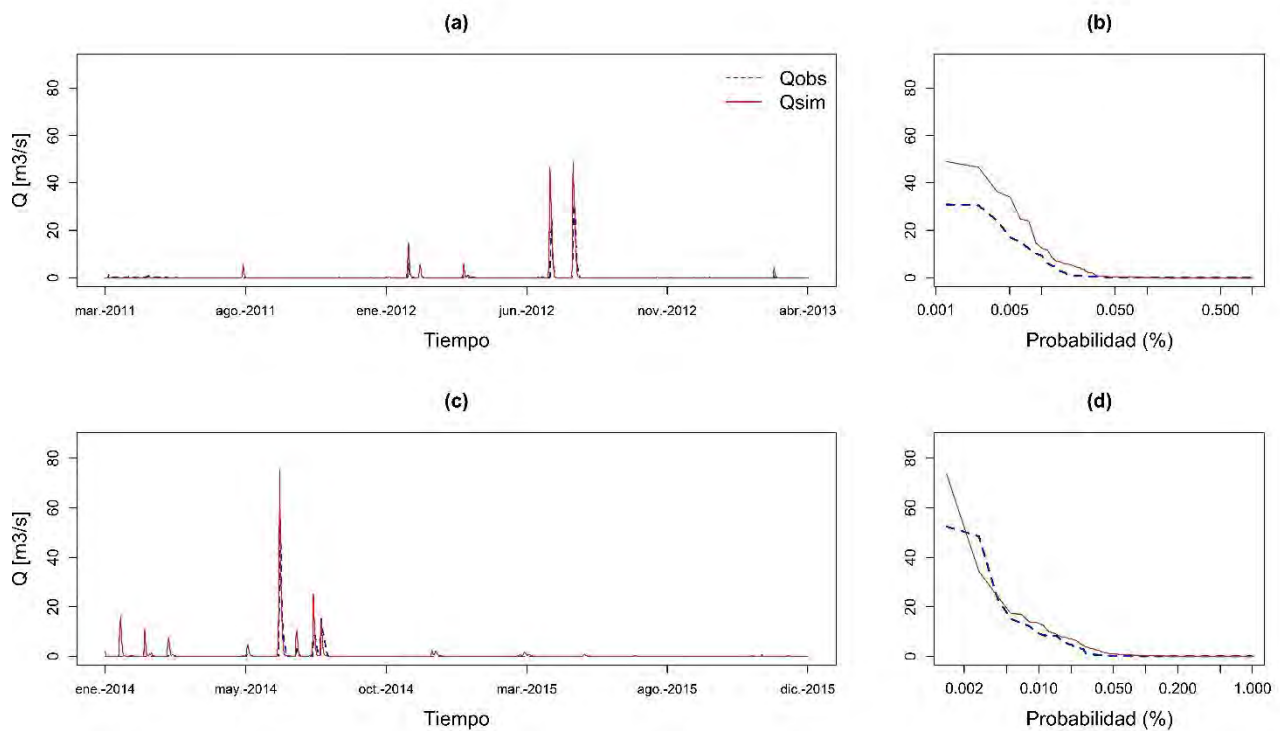 (a)
Q [m3/s]
80
60
40
20
0
Qobs
Qsim
mar.-2011 ago.-2011 ene.-2012 jun.-2012 nov.-2012 abr.-2013
Tiempo
(b)
80
60
40
20
0
0.001 0.005 0.050 0.500
Probabilidad (%)
(c)
Q [m3/s]
80
60
40
20
0
ene.-2014 may.-2014 oct.-2014 mar.-2015 ago.-2015 dic.-2015
Tiempo
(d)
80
60
40
20
0
0.002 0.010 0.050 0.200 1.000
Probabilidad (%)